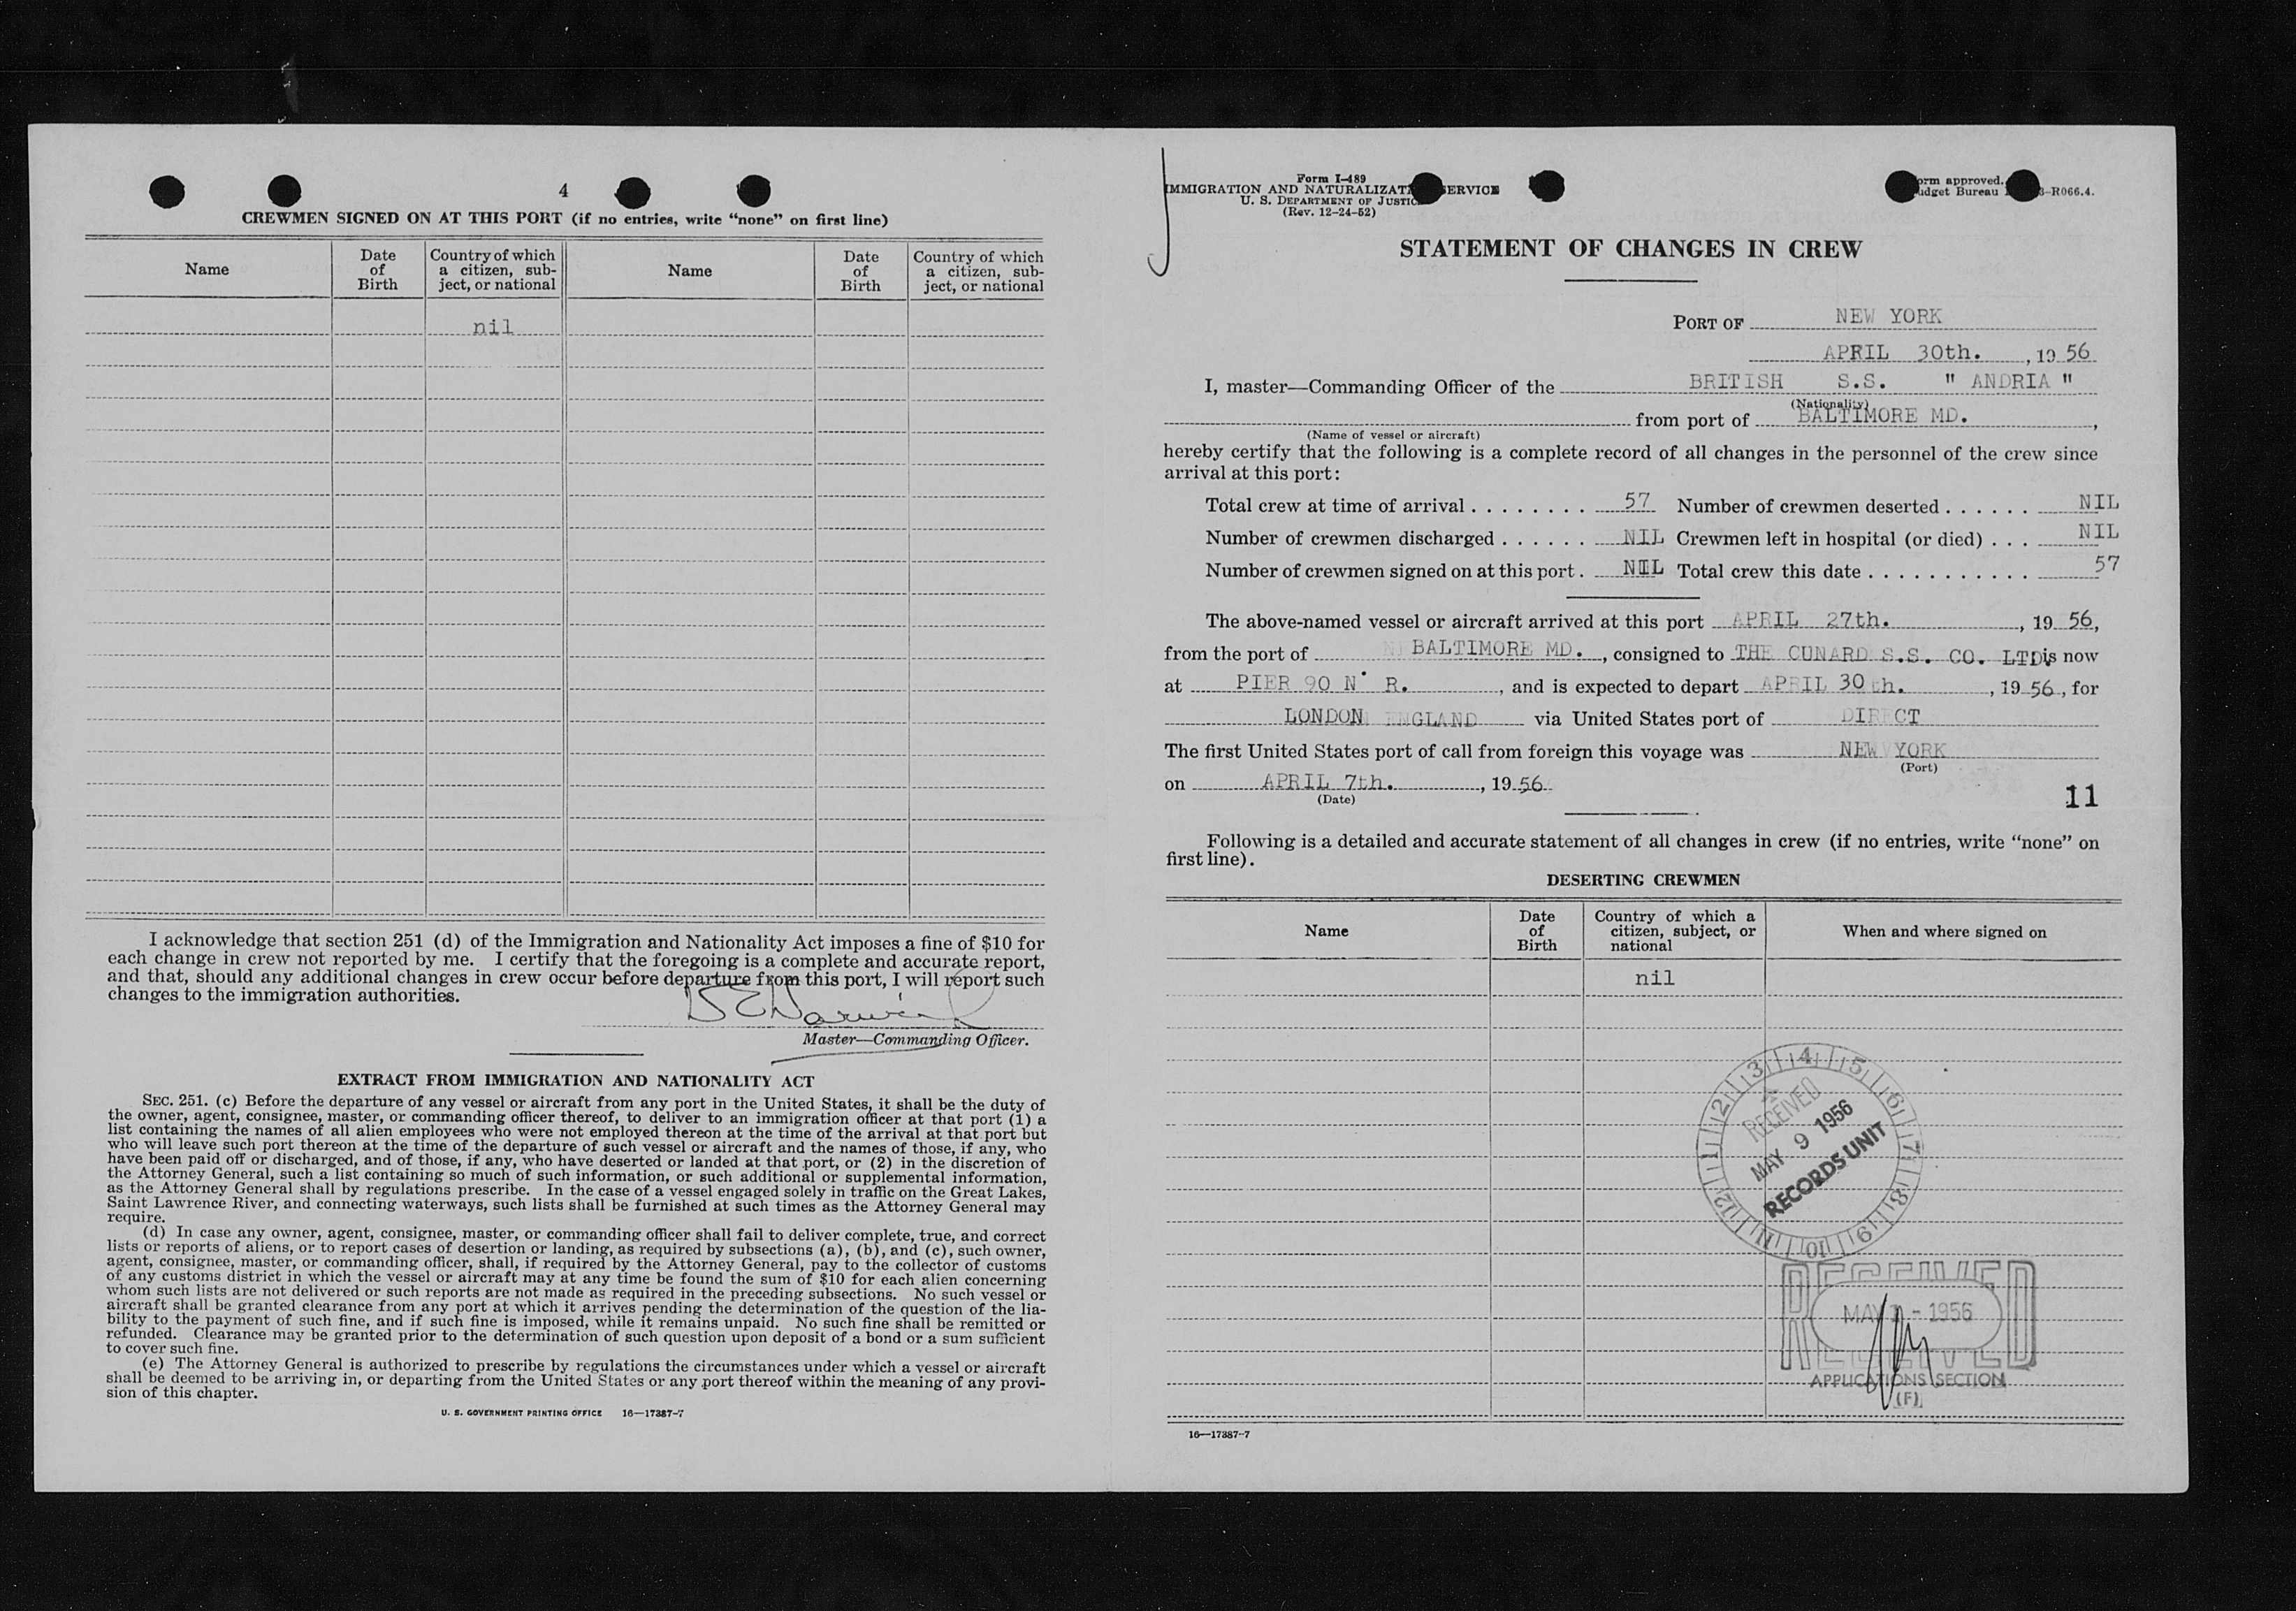 4
CREWMEN SIGNED ON AT THIS PORT (if no entries, write “none” on first line)
Name
Date of Birth
Country of which a citizen, sub-ject, or national
Name
Date of Birth
Country of which a citizen, sub-ject, or national
nil
I acknowledge that section 251 (d) of the Immigration and Nationality Act imposes a fine of $10 for
each change in crew not reported by me. I certify that the foregoing is a complete and accurate report,
and that, should any additional changes in crew occur before departure from this port, I will report such
changes to the immigration authorities.
Master—Commanding Officer.
EXTRACT FROM IMMIGRATION AND NATIONALITY ACT
SEC. 251. (c) Before the departure of any vessel or aircraft from any port in the United States, it shall be the duty of
the owner, agent, consignee, master, or commanding officer thereof, to deliver to an immigration officer at that port (1) a
list containing the names of all alien employees who were not employed thereon at the time of the arrival at that port but
who will leave such port thereon at the time of the departure of such vessel or aircraft and the names of those, if any, who
have been paid off or discharged, and of those, if any, who have deserted or landed at that port, or (2) in the discretion of
the Attorney General, such a list containing so much of such information, or such additional or supplemental information,
as the Attorney General shall by regulations prescribe. In the case of a vessel engaged solely in traffic on the Great Lakes,
Saint Lawrence River, and connecting waterways, such lists shall be furnished at such times as the Attorney General may
require.
(d) In case any owner, agent, consignee, master, or commanding officer shall fail to deliver complete, true, and correct
lists or reports of aliens, or to report cases of desertion or landing, as required by subsections (a), (b), and (c), such owner,
agent, consignee, master, or commanding officer, shall, if required by the Attorney General, pay to the collector of customs
of any customs district in which the vessel or aircraft may at any time be found the sum of $10 for each alien concerning
whom such lists are not delivered or such reports are not made as required in the preceding subsections. No such vessel or
aircraft shall be granted clearance from any port at which it arrives pending the determination of the question of the lia-
bility to the payment of such fine, and if such fine is imposed, while it remains unpaid. No such fine shall be remitted or
refunded. Clearance may be granted prior to the determination of such question upon deposit of a bond or a sum sufficient
to cover such fine.
(e) The Attorney General is authorized to prescribe by regulations the circumstances under which a vessel or aircraft
shall be deemed to be arriving in, or departing from the United States or any port thereof within the meaning of any provi-
sion of this chapter.
U. S. GOVERNMENT PRINTING OFFICE 16—17387-7
Form I-489
IMMIGRATION AND NATURALIZAT ERVICE
U. S. DEPARTMENT OF JUSTIC
(Rev. 12-24-52)
orm approved.
udget Bureau -R066.4.
STATEMENT OF CHANGES IN CREW
PORT OF NEW YORK
APRIL 30th. , 19 56
I, master—Commanding Officer of the BRITISH S.S. " ANDRIA "
(Nationality)
from port of BALTIMORE MD. ,
(Name of vessel or aircraft)
hereby certify that the following is a complete record of all changes in the personnel of the crew since
arrival at this port:
Total crew at time of arrival . . . . . . . . 57 Number of crewmen deserted . . . . . . NIL
Number of crewmen discharged . . . . . . NIL Crewmen left in hospital (or died) . . . NIL
Number of crewmen signed on at this port . NIL Total crew this date . . . . . . . . . . . 57
The above-named vessel or aircraft arrived at this port APRIL 27th. , 19 56,
from the port of BALTIMORE MD. , consigned to THE CUNARD S.S. CO. LTD. is now
at PIER 90 N. R. , and is expected to depart APRIL 30th. , 19 56 , for
LONDON ENGLAND via United States port of DIRECT
The first United States port of call from foreign this voyage was NEW YORK
(Port)
on APRIL 7th. , 19 56
(Date)
11
Following is a detailed and accurate statement of all changes in crew (if no entries, write “none” on
first line).
DESERTING CREWMEN
Name
Date of Birth
Country of which a citizen, subject, or national
When and where signed on
nil
1 2 3 4 5 6 7 8 9 10 11 12
RECEIVED
MAY 9 1956
RECORDS UNIT
RECEIVED
MAY 1 - 1956
RECEIVED
APPLICATIONS SECTION
(F)
16—17387-7